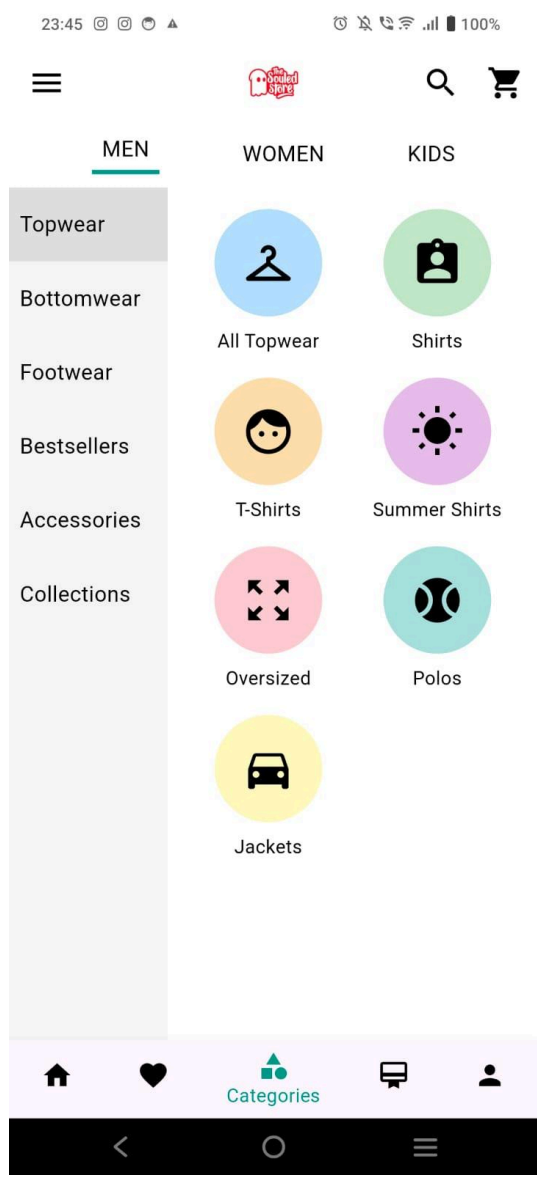 23:45 100%
The
Souled
Store
MEN WOMEN KIDS
Topwear
Bottomwear
Footwear
Bestsellers
Accessories
Collections
All Topwear Shirts
T-Shirts Summer Shirts
Oversized Polos
Jackets
Categories